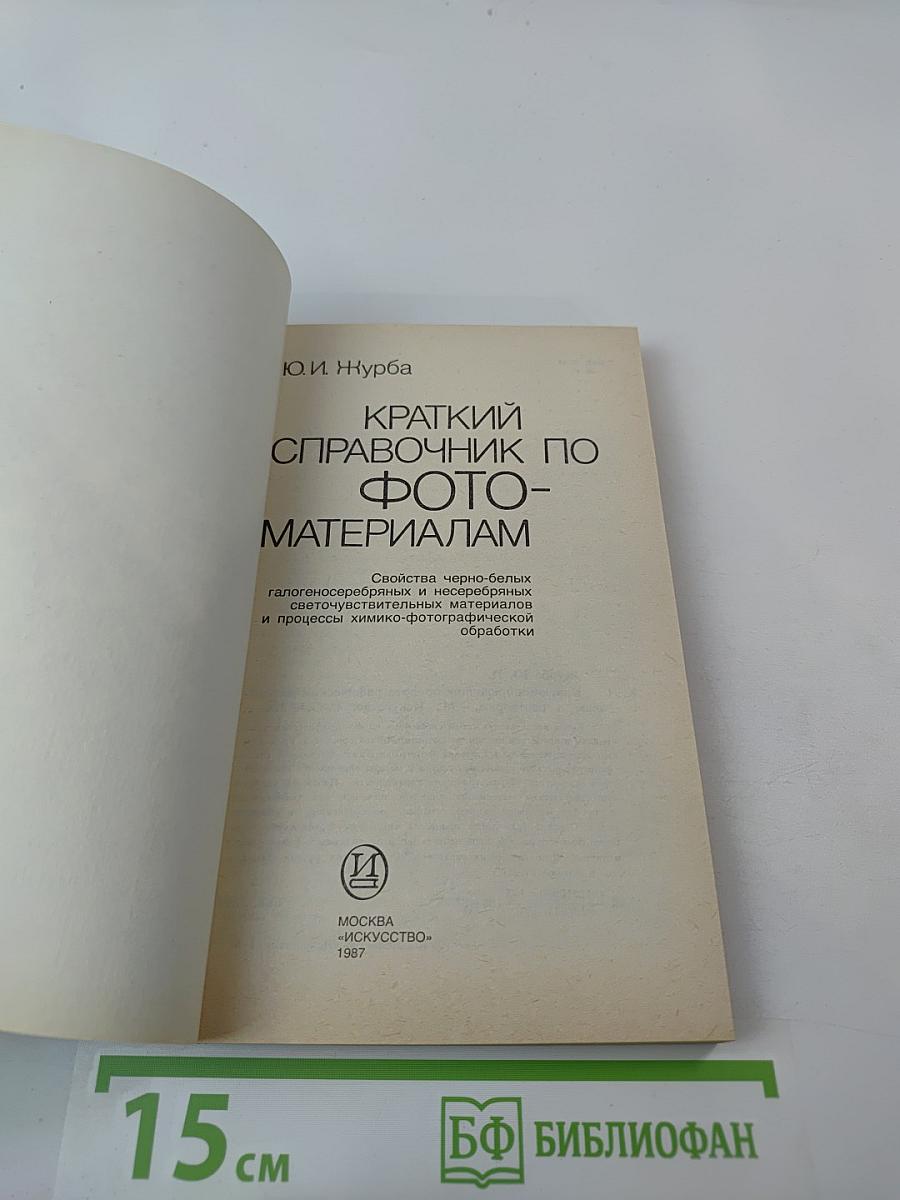 Ю. И. Журба
КРАТКИЙ
СПРАВОЧНИК ПО
ФОТО-
МАТЕРИАЛАМ
Свойства черно-белых
галогеносеребряных и несеребряных
светочувствительных материалов
и процессы химико-фотографической
обработки
И
МОСКВА
«ИСКУССТВО»
1987
15 см
БФ БИБЛИОФАН